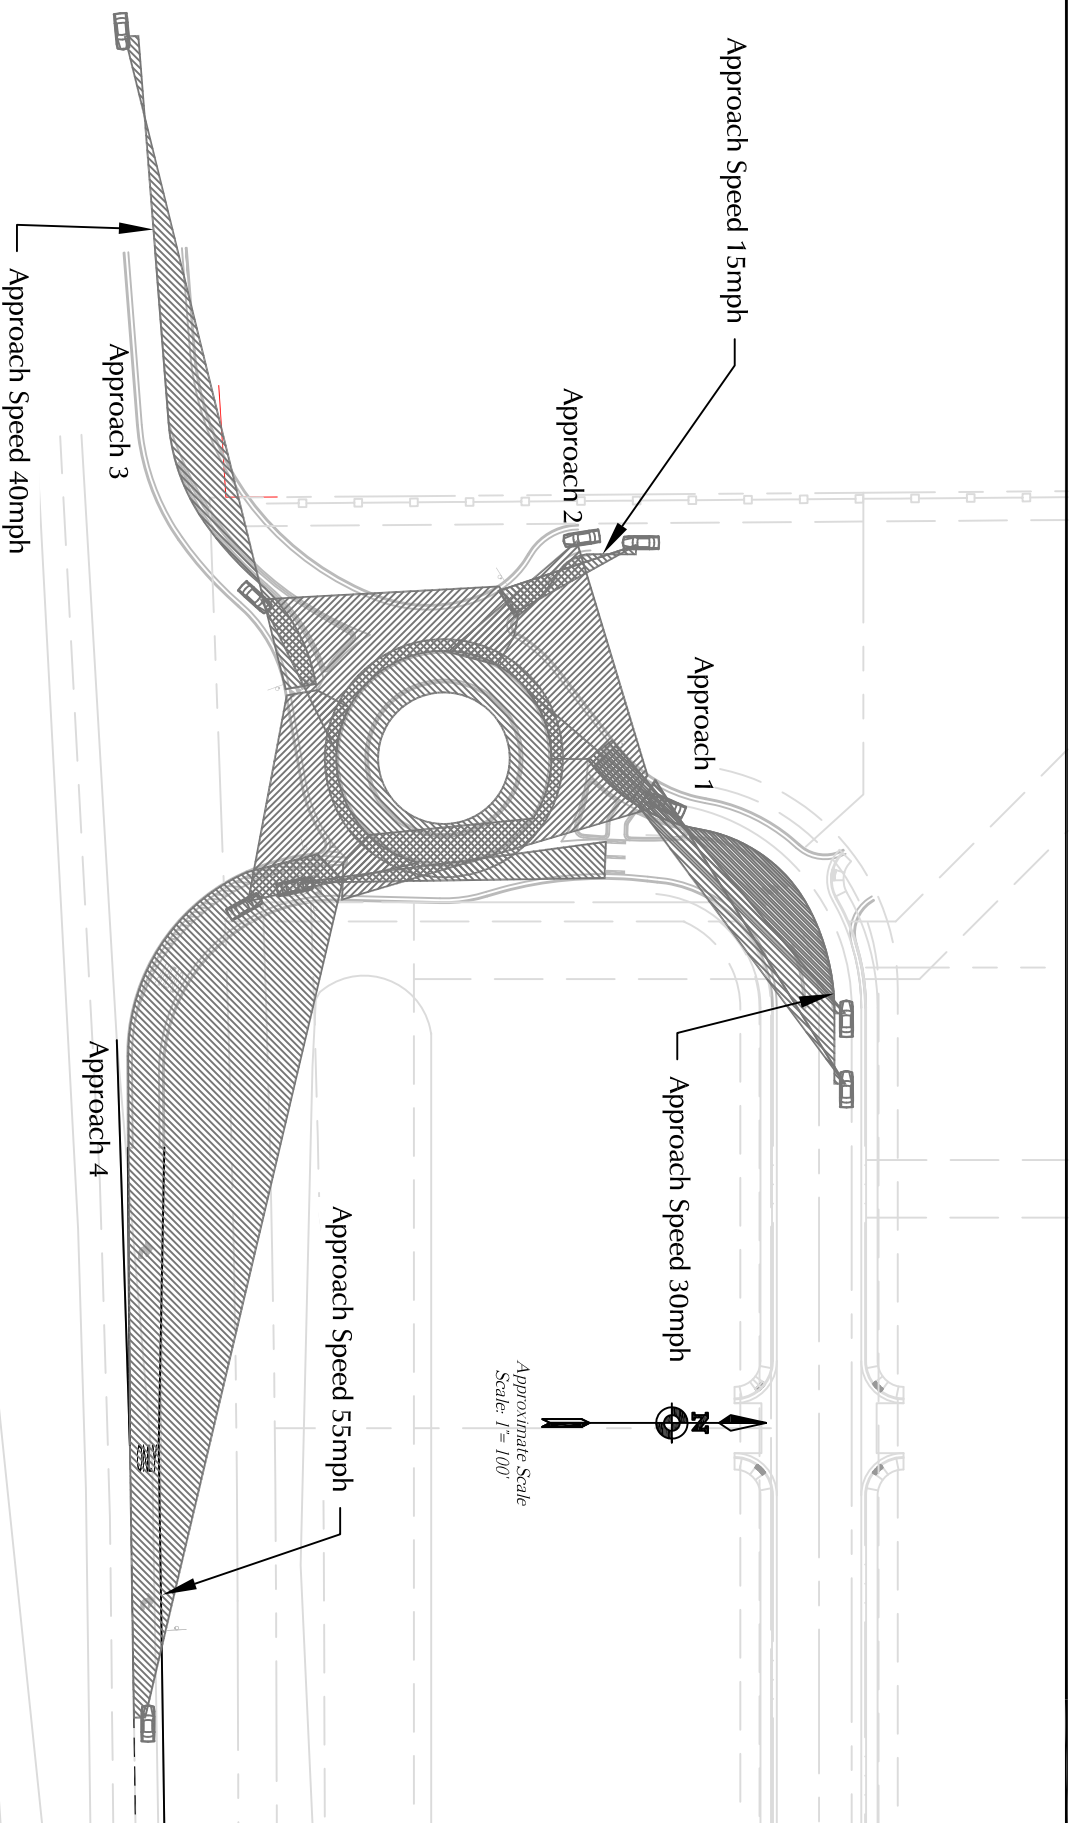 Approach Speed 15mph
Approach 2
Approach 1
Approach 3
Approach Speed 40mph
Approach Speed 30mph
N
Approximate Scale
Scale: 1"= 100'
Approach Speed 55mph
Approach 4